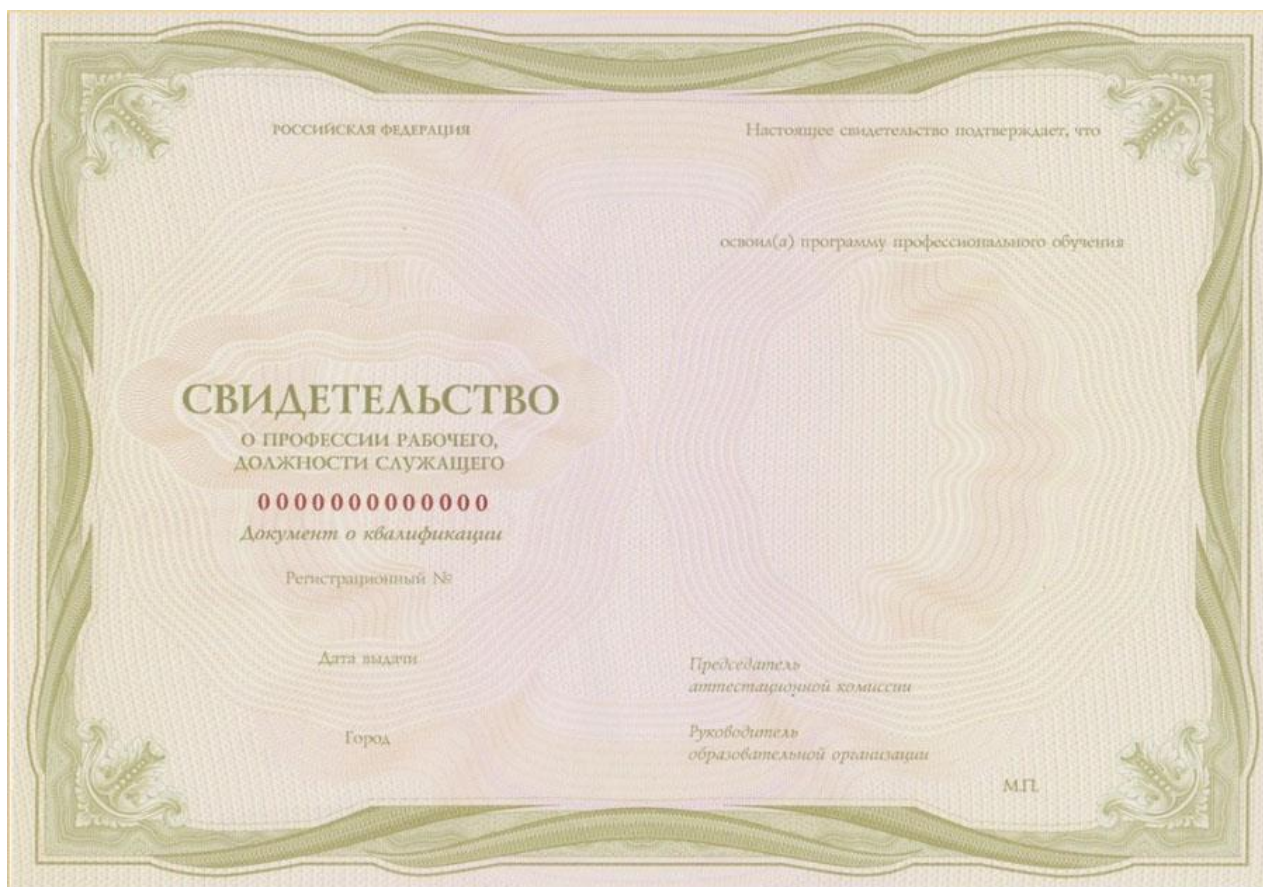 РОССИЙСКАЯ ФЕДЕРАЦИЯ
СВИДЕТЕЛЬСТВО
О ПРОФЕССИИ РАБОЧЕГО,
ДОЛЖНОСТИ СЛУЖАЩЕГО
0000000000000
Документ о квалификации
Регистрационный №
Дата выдачи
Город
Настоящее свидетельство подтверждает, что
освоил(а) программу профессионального обучения
Председатель
аттестационной комиссии
Руководитель
образовательной организации
М.П.